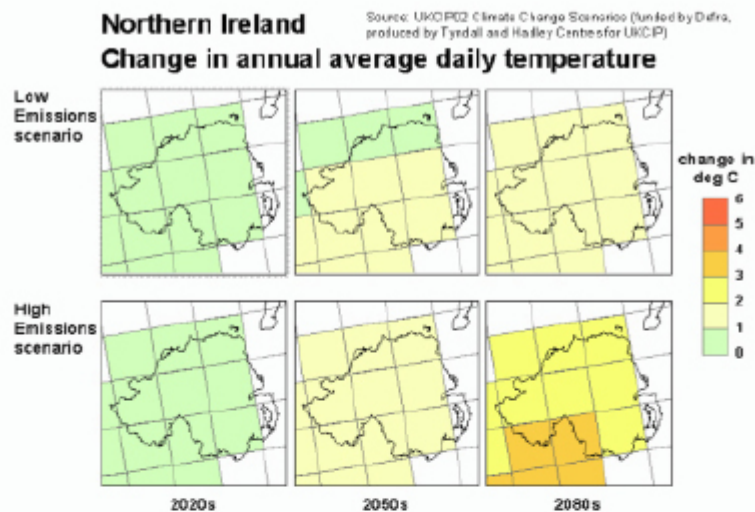 Northern Ireland
Source: UKCIP02 Climate Change Scenarios (funded by Defra,
produced by Tyndall and Hadley Centres for UKCIP)
Change in annual average daily temperature
Low
Emissions
scenario
change in
deg C
6
5
4
3
2
1
0
High
Emissions
scenario
2020s
2050s
2080s